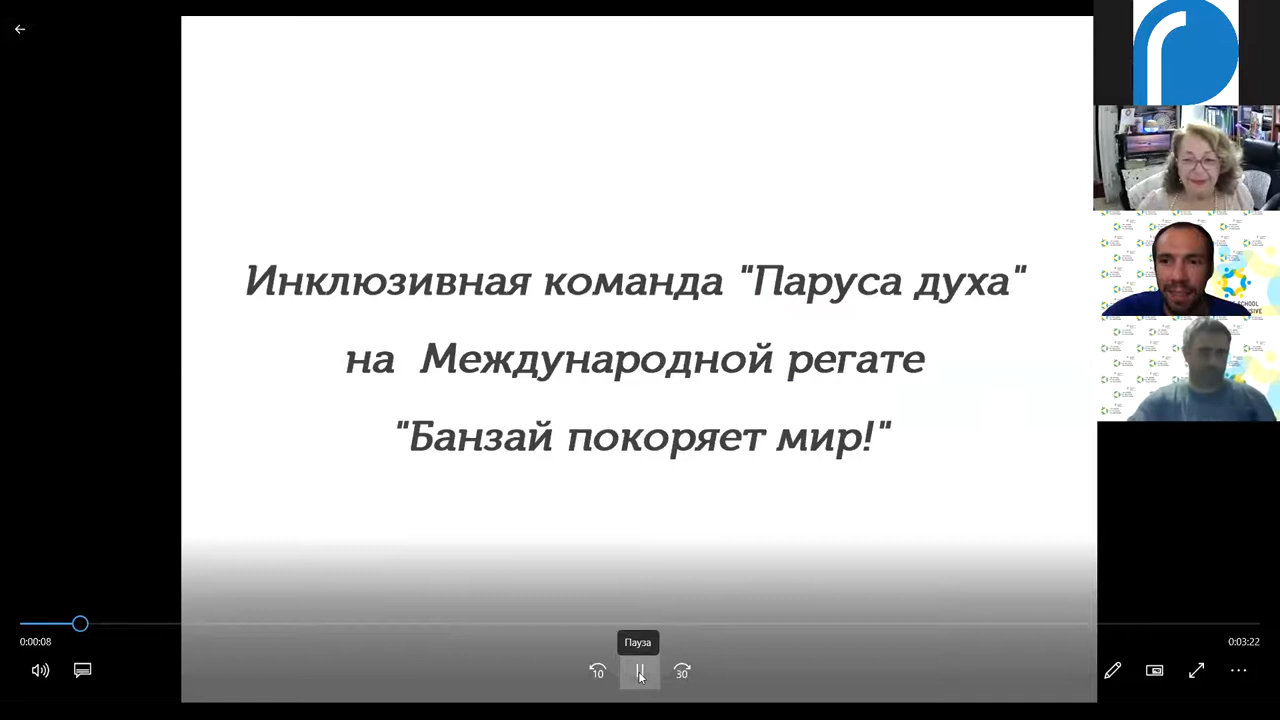 Инклюзивная команда "Паруса духа"
на Международной регате
"Банзай покоряет мир!"
SCHOOL
0:00:08
Пауза
0:03:22
10
30